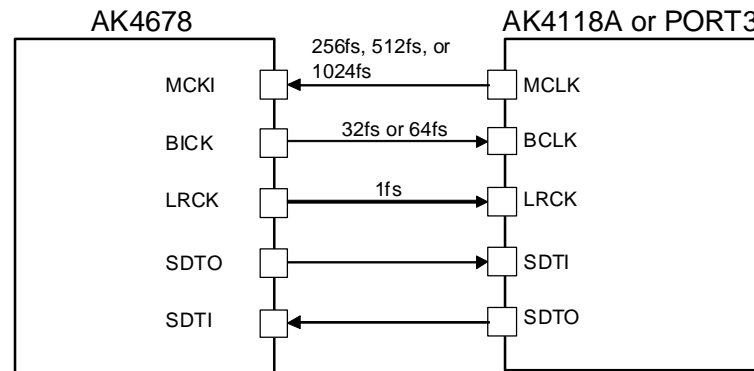 AK4678
AK4118A or PORT3
256fs, 512fs, or
1024fs
MCKI
MCLK
32fs or 64fs
BICK
BCLK
1fs
LRCK
LRCK
SDTO
SDTI
SDTI
SDTO